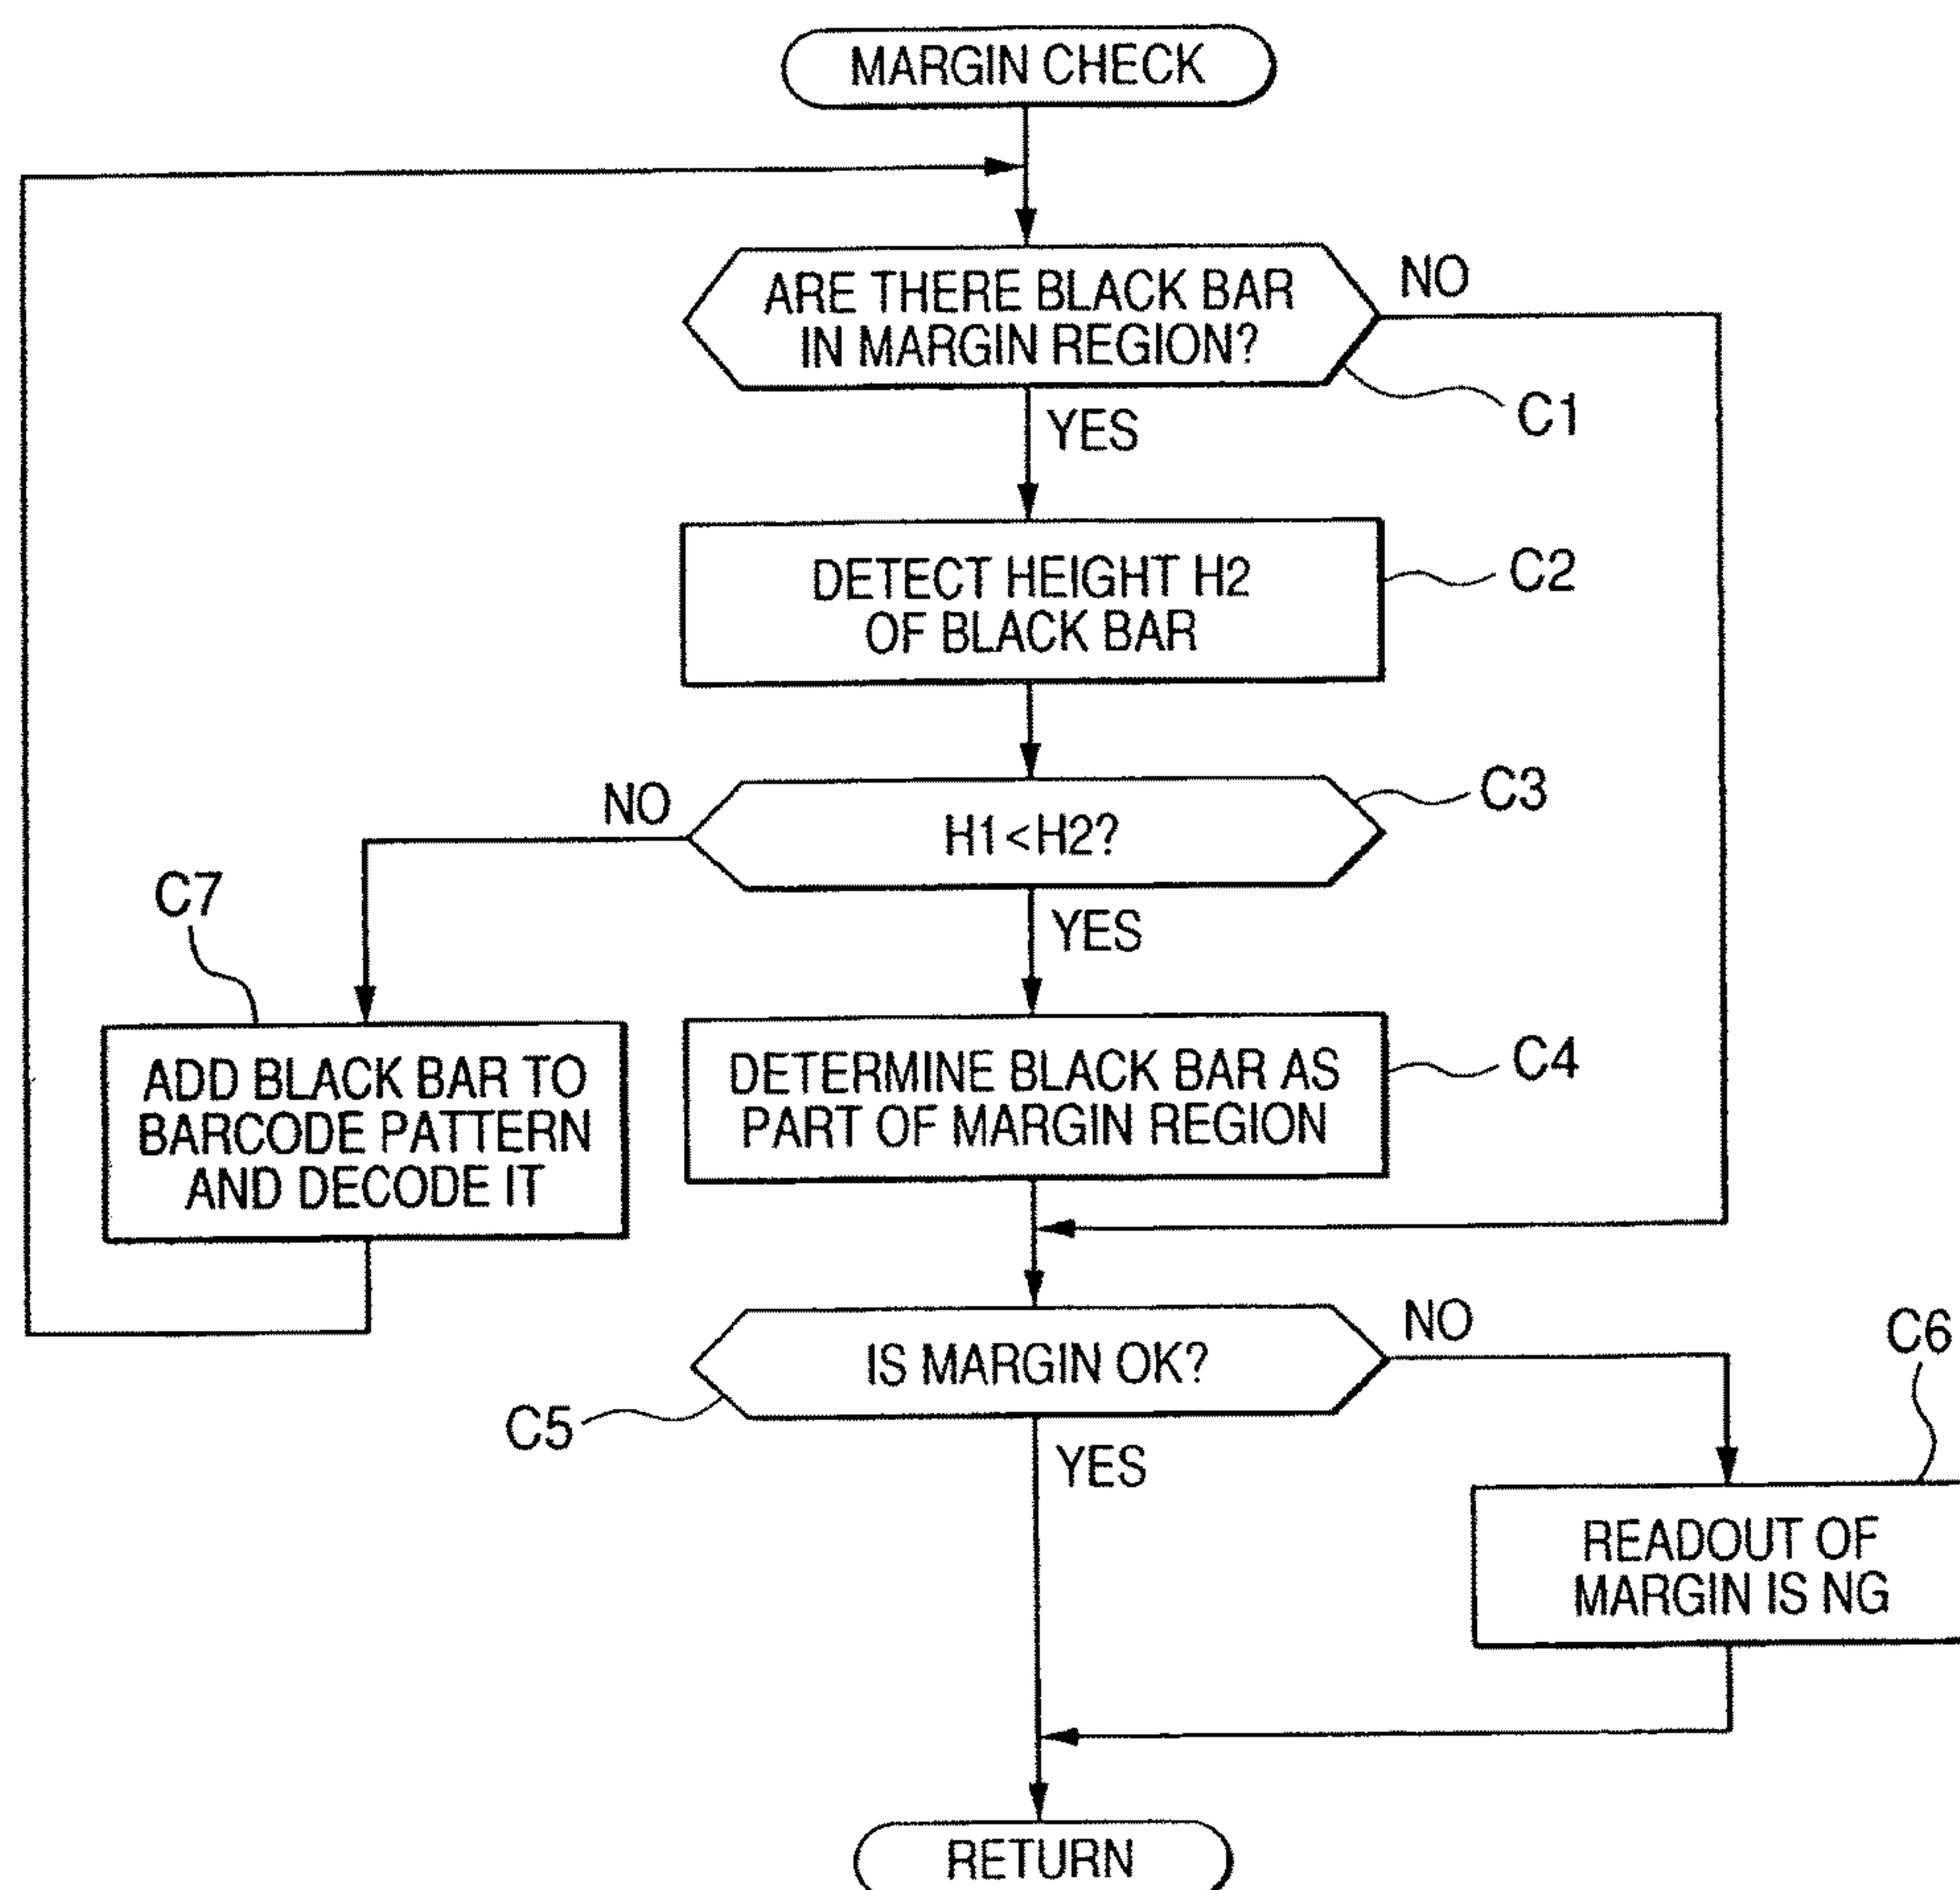 MARGIN CHECK
ARE THERE BLACK BAR
IN MARGIN REGION?
NO
C1
YES
DETECT HEIGHT H2
OF BLACK BAR
C2
H1<H2?
C3
NO
YES
C7
ADD BLACK BAR TO
BARCODE PATTERN
AND DECODE IT
DETERMINE BLACK BAR AS
PART OF MARGIN REGION
C4
IS MARGIN OK?
NO
C5
YES
C6
READOUT OF
MARGIN IS NG
RETURN